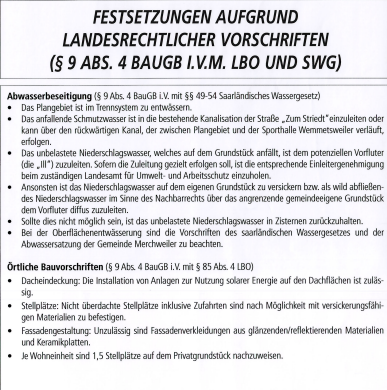 FESTSETZUNGEN AUFGRUND
LANDESRECHTLICHER VORSCHRIFTEN
(§ 9 ABS. 4 BAUGB I.V.M. LBO UND SWG)
Abwasserbeseitigung (§ 9 Abs. 4 BauGB i.V. mit §§ 49-54 Saarländisches Wassergesetz)
• Das Plangebiet ist im Trennsystem zu entwässern.
• Das anfallende Schmutzwasser ist in die bestehende Kanalisation der Straße „Zum Striedt" einzuleiten oder
kann über den rückwärtigen Kanal, der zwischen Plangebiet und der Sporthalle Wemmetsweiler verläuft,
erfolgen.
• Das unbelastete Niederschlagswasser, welches auf dem Grundstück anfällt, ist dem potenziellen Vorfluter
(die „Ill") zuzuleiten. Sofern die Zuleitung gezielt erfolgen soll, ist die entsprechende Einleitergenehmigung
beim zuständigen Landesamt für Umwelt- und Arbeitsschutz einzuholen.
• Ansonsten ist das Niederschlagswasser auf dem eigenen Grundstück zu versickern bzw. als wild abfließen-
des Niederschlagswasser im Sinne des Nachbarrechts über das angrenzende gemeindeeigene Grundstück
dem Vorfluter diffus zuzuleiten.
• Sollte dies nicht möglich sein, ist das unbelastete Niederschlagswasser in Zisternen zurückzuhalten.
• Bei der Oberflächenentwässerung sind die Vorschriften des saarländischen Wassergesetzes und der
Abwassersatzung der Gemeinde Merchweiler zu beachten.
Örtliche Bauvorschriften (§ 9 Abs. 4 BauGB i.V. mit § 85 Abs. 4 LBO)
• Dacheindeckung: Die Installation von Anlagen zur Nutzung solarer Energie auf den Dachflächen ist zuläs-
sig.
• Stellplätze: Nicht überdachte Stellplätze inklusive Zufahrten sind nach Möglichkeit mit versickerungsfähi-
gen Materialien zu befestigen.
• Fassadengestaltung: Unzulässig sind Fassadenverkleidungen aus glänzenden/reflektierenden Materialien
und Keramikplatten.
• Je Wohneinheit sind 1,5 Stellplätze auf dem Privatgrundstück nachzuweisen.